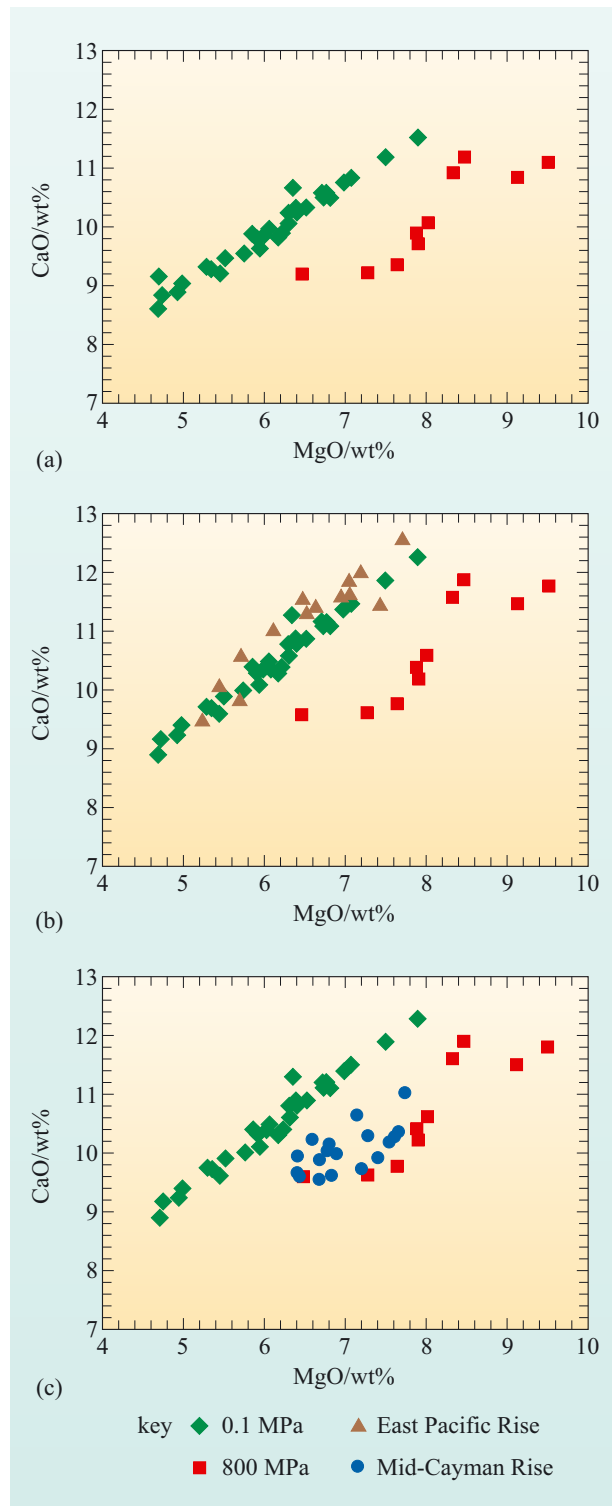 13
12
11
10
9
8
7
CaO/wt%
4 5 6 7 8 9 10
MgO/wt%
(a)
13
12
11
10
9
8
7
CaO/wt%
4 5 6 7 8 9 10
MgO/wt%
(b)
13
12
11
10
9
8
7
CaO/wt%
4 5 6 7 8 9 10
MgO/wt%
(c)
key 0.1 MPa East Pacific Rise
800 MPa Mid-Cayman Rise